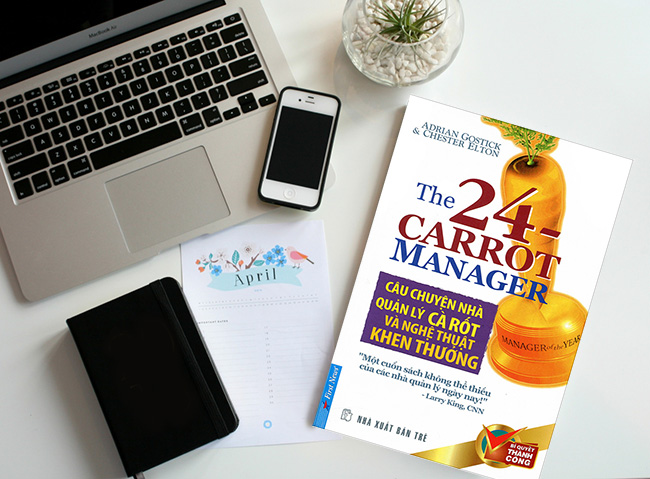 MacBook Air
April
ADRIAN GOSTICK
& CHESTER ELTON
The 24-
CARROT
MANAGER
CÂU CHUYỆN NHÀ
QUẢN LÝ CÀ RỐT
VÀ NGHỆ THUẬT
KHEN THƯỞNG
MANAGER of the YEAR
"Một cuốn sách không thể thiếu
của các nhà quản lý ngày nay!"
- Larry King, CNN
First News
NHÀ XUẤT BẢN TRẺ
BÍ QUYẾT
THÀNH
CÔNG